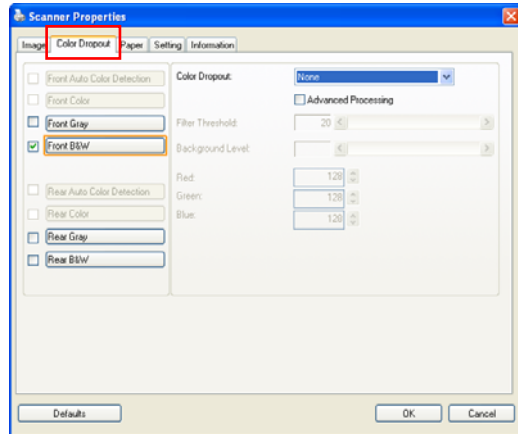 Scanner Properties
Image Color Dropout Paper Setting Information
Front Auto Color Detection
Front Color
Front Gray
Front B&W
Rear Auto Color Detection
Rear Color
Rear Gray
Rear B&W
Color Dropout: None
Advanced Processing
Filter Threshold: 20
Background Level:
Red: 128
Green: 128
Blue: 128
Defaults OK Cancel